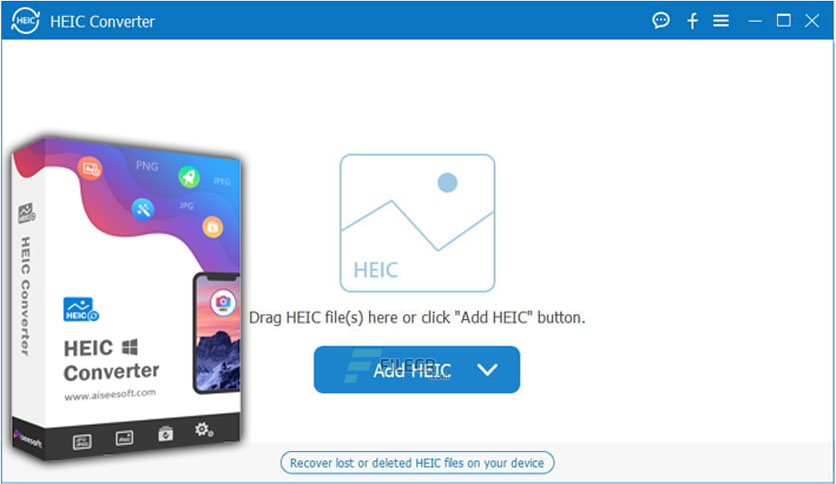 HEIC
HEIC Converter
PNG
JPEG
JPG
HEIC Converter
HEIC
HEIC
Converter
www.aiseesoft.com
Aiseesoft
HEIC
Drag HEIC file(s) here or click "Add HEIC" button.
Add HEIC
FILECR
.com
Recover lost or deleted HEIC files on your device